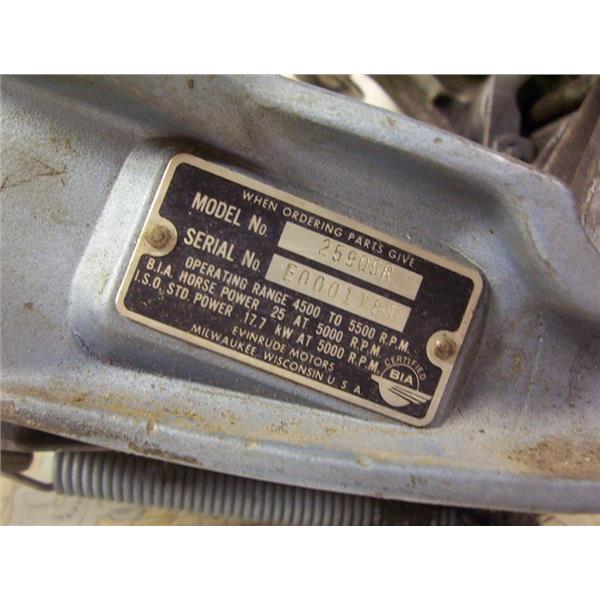 WHEN ORDERING PARTS GIVE
MODEL No. 25909R
SERIAL No.
OPERATING RANGE 4500 TO 5500 R.P.M.
B.I.A. HORSE POWER 25 AT 5000 R.P.M.
I.S.O. STD. POWER 17.7 kW AT 5000 R.P.M.
EVINRUDE MOTORS
MILWAUKEE, WISCONSIN U.S.A.
CERTIFIED
BIA